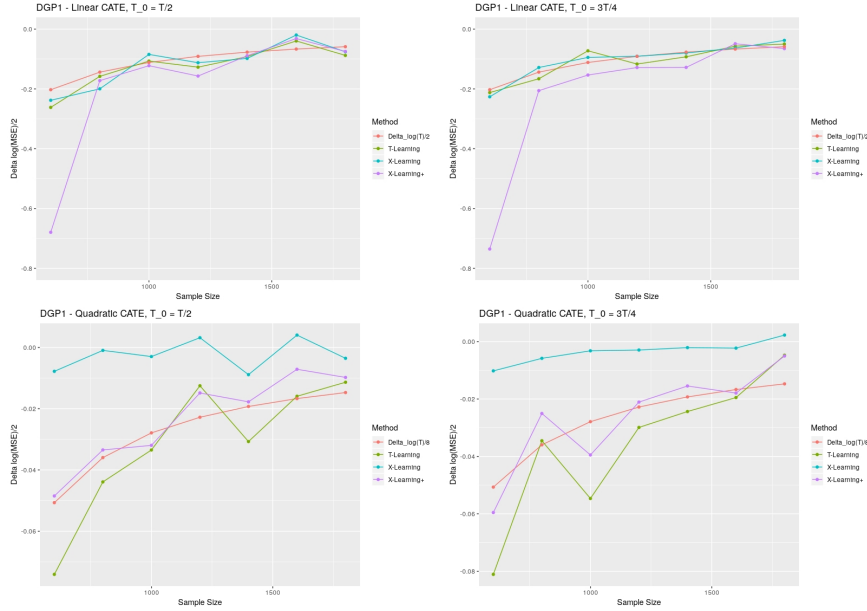 DGP1 - Linear CATE, T_0 = T/2
Delta log(MSE)/2
0.0
-0.2
-0.4
-0.6
-0.8
1000
1500
Sample Size
Method
Delta_log(T)/2
T-Learning
X-Learning
X-Learning+
DGP1 - Linear CATE, T_0 = 3T/4
Delta log(MSE)/2
0.0
-0.2
-0.4
-0.6
-0.8
1000
1500
Sample Size
Method
Delta_log(T)/2
T-Learning
X-Learning
X-Learning+
DGP1 - Quadratic CATE, T_0 = T/2
Delta log(MSE)/2
0.00
-0.02
-0.04
-0.06
1000
1500
Sample Size
Method
Delta_log(T)/8
T-Learning
X-Learning
X-Learning+
DGP1 - Quadratic CATE, T_0 = 3T/4
Delta log(MSE)/2
0.00
-0.02
-0.04
-0.06
-0.08
1000
1500
Sample Size
Method
Delta_log(T)/8
T-Learning
X-Learning
X-Learning+